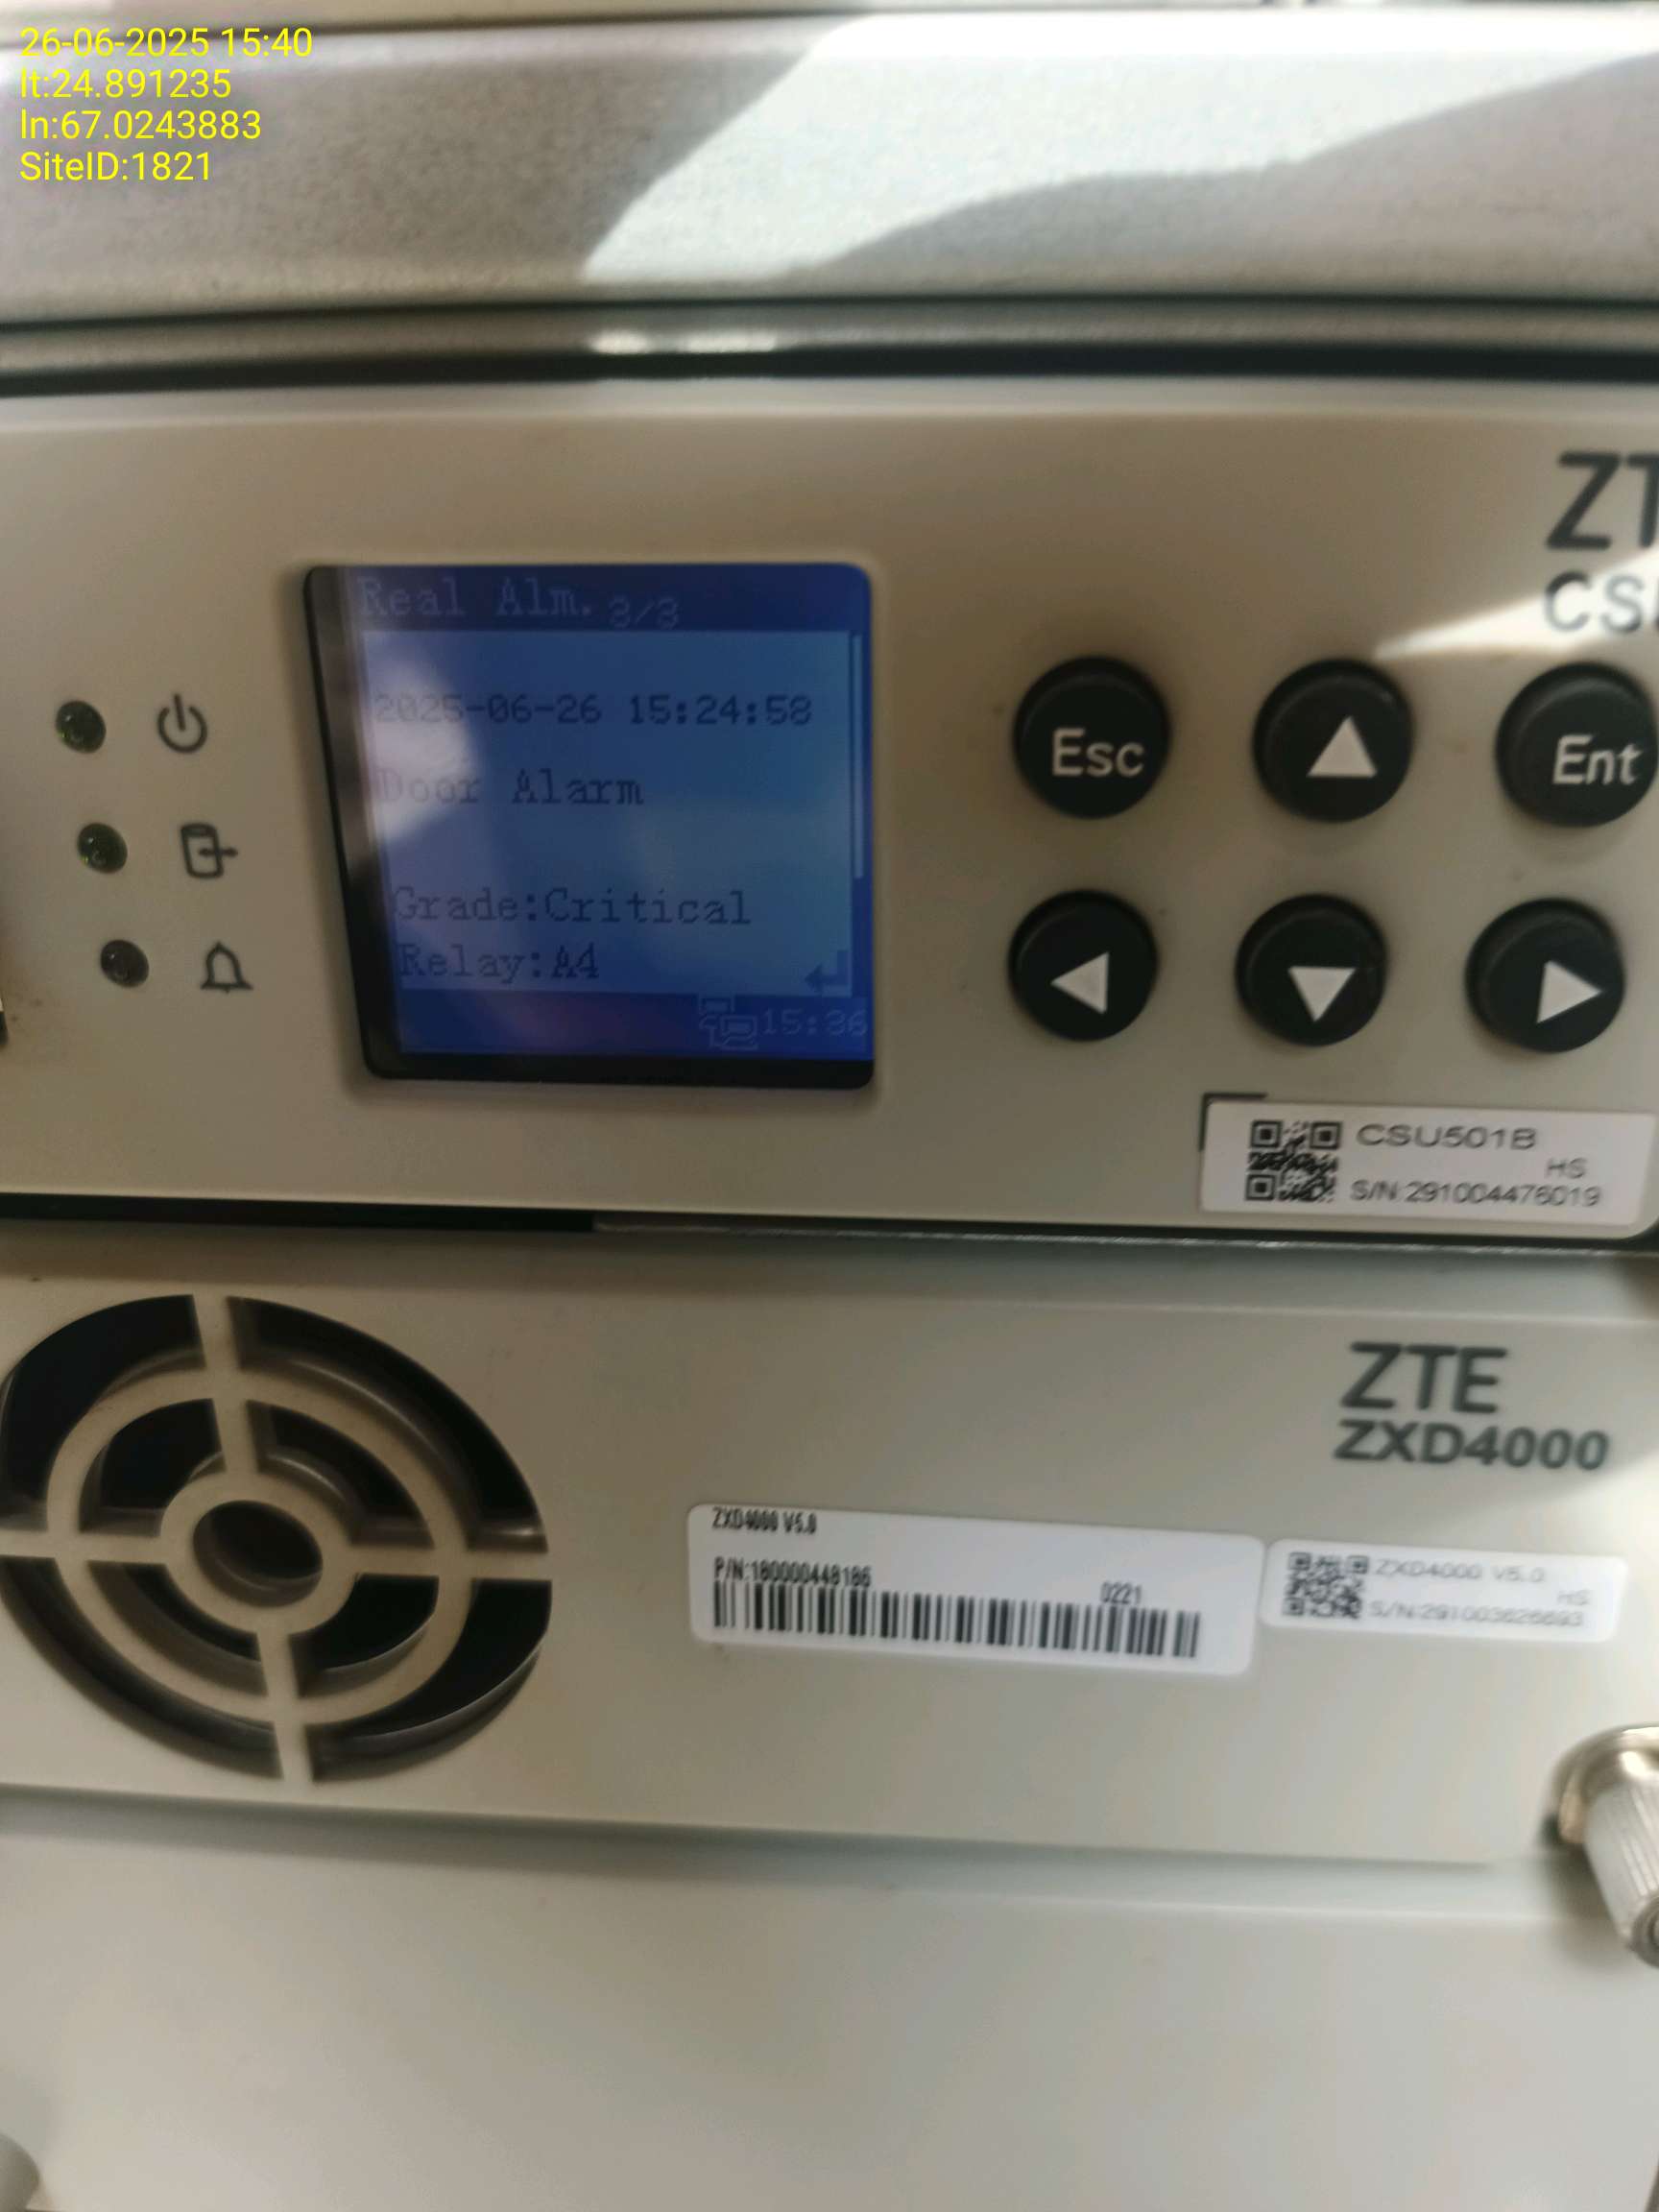 26-06-2025 15:40
lt:24.891235
ln:67.0243883
SiteID:1821
Real Alm. 3/3
2025-06-26 15:24:58
Door Alarm
Grade:Critical
Relay:A4
15:36
Esc
Ent
CSU501B
HS
S/N:291004476019
ZTE
ZXD4000
ZXD4000 V5.0
P/N:180000448186
0221
ZXD4000 V5.0
HS